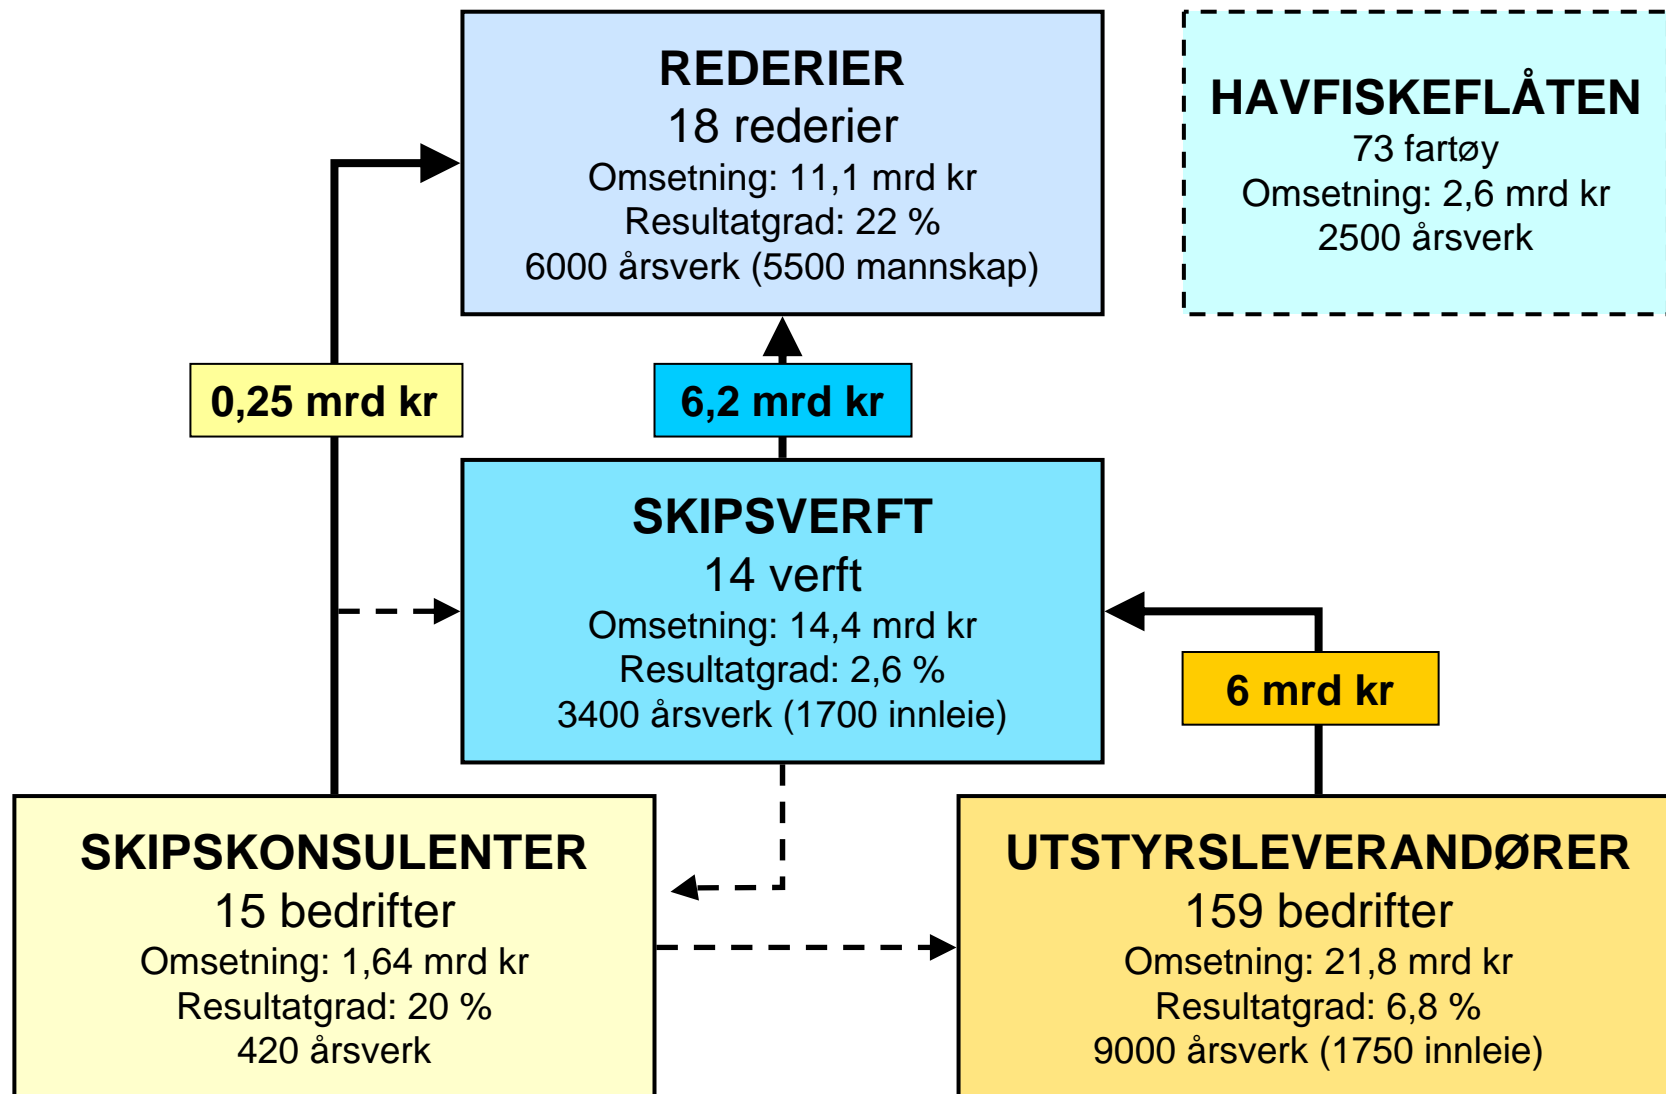 REDERIER
18 rederier
Omsetning: 11,1 mrd kr
Resultatgrad: 22 %
6000 årsverk (5500 mannskap)
HAVFISKEFLÅTEN
73 fartøy
Omsetning: 2,6 mrd kr
2500 årsverk
0,25 mrd kr
6,2 mrd kr
SKIPSVERFT
14 verft
Omsetning: 14,4 mrd kr
Resultatgrad: 2,6 %
3400 årsverk (1700 innleie)
6 mrd kr
SKIPSKONSULENTER
15 bedrifter
Omsetning: 1,64 mrd kr
Resultatgrad: 20 %
420 årsverk
UTSTYRSLEVERANDØRER
159 bedrifter
Omsetning: 21,8 mrd kr
Resultatgrad: 6,8 %
9000 årsverk (1750 innleie)